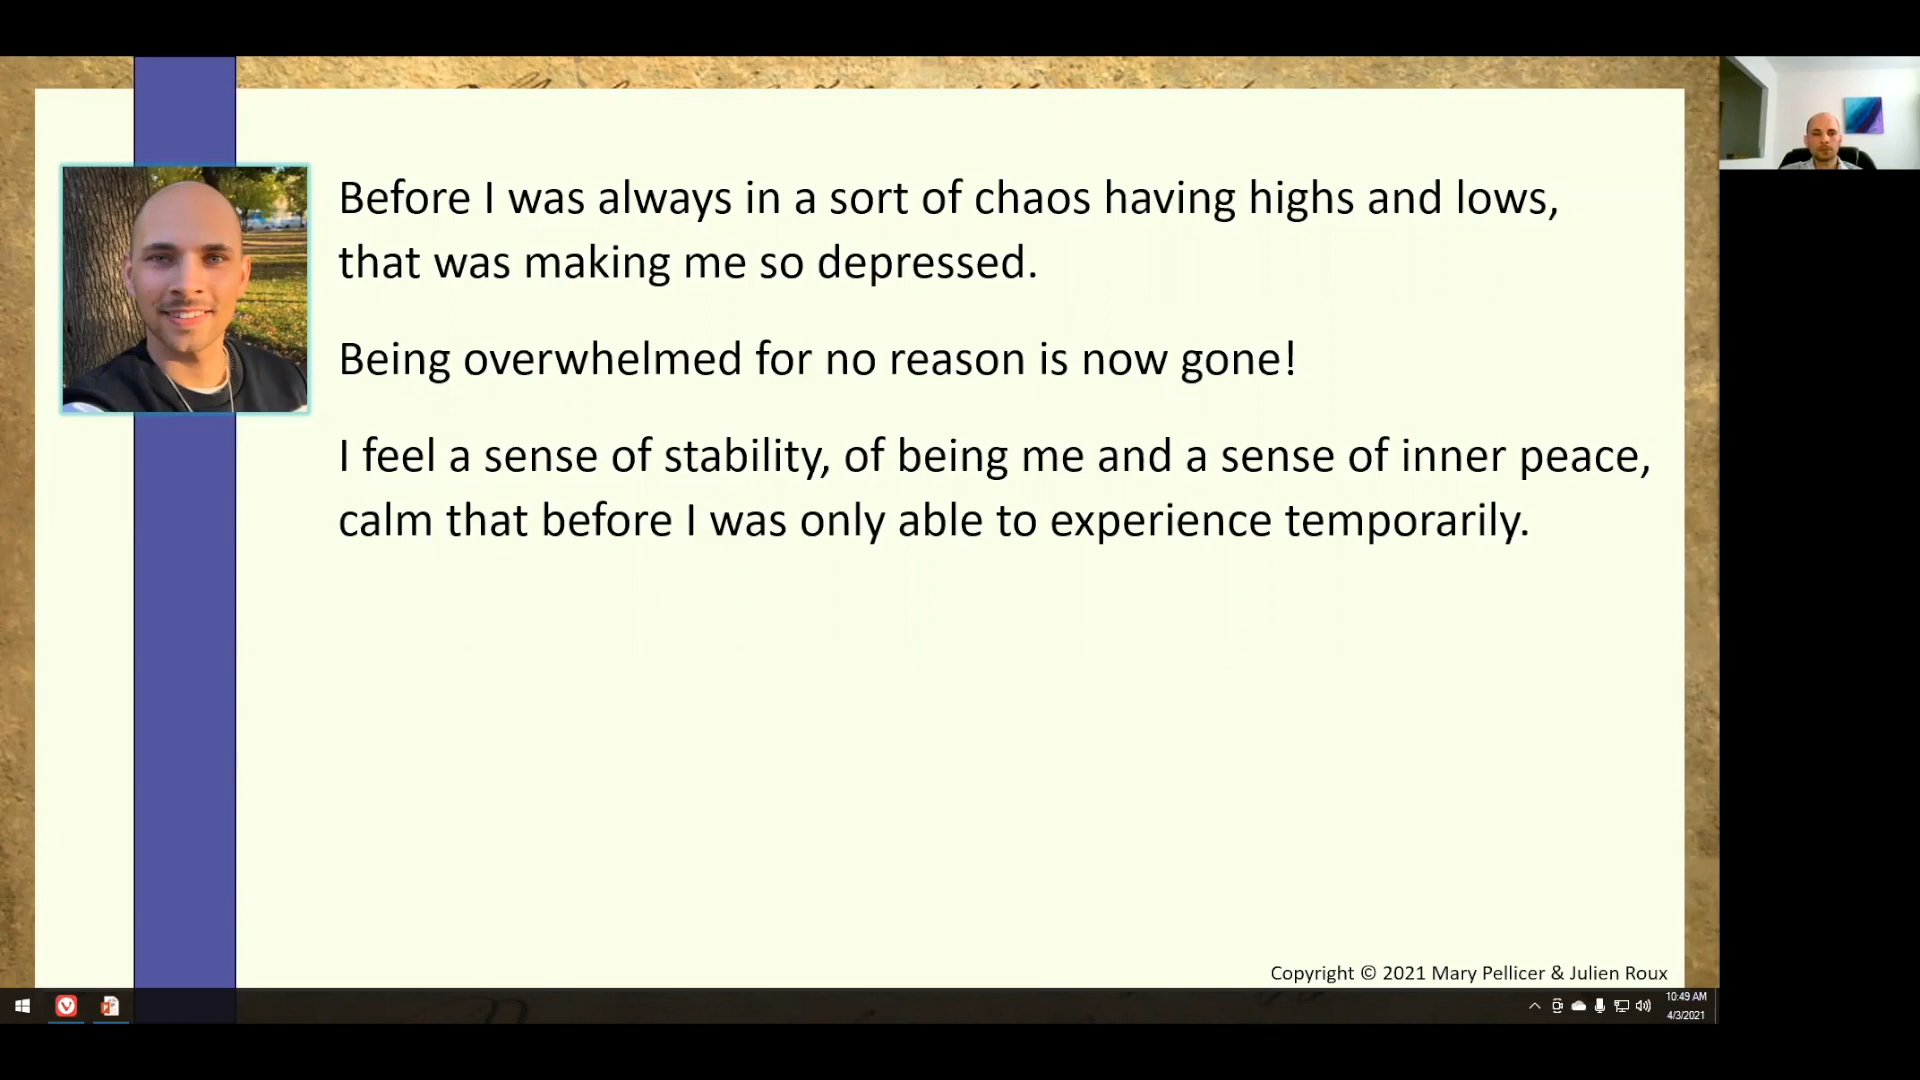 Before I was always in a sort of chaos having highs and lows,
that was making me so depressed.
Being overwhelmed for no reason is now gone!
I feel a sense of stability, of being me and a sense of inner peace,
calm that before I was only able to experience temporarily.
Copyright © 2021 Mary Pellicer & Julien Roux
10:49 AM
4/3/2021